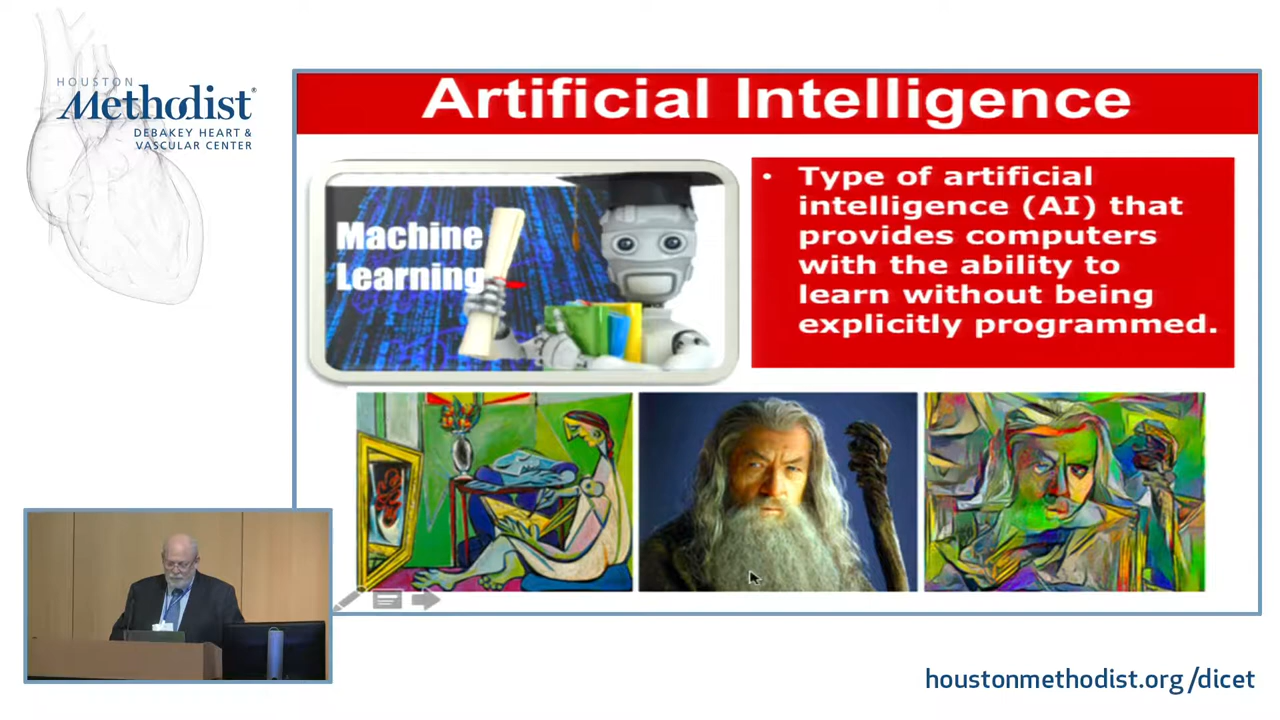 HOUSTON
Methodist®
DEBAKEY HEART &
VASCULAR CENTER
Artificial Intelligence
Machine
Learning
• Type of artificial
intelligence (AI) that
provides computers
with the ability to
learn without being
explicitly programmed.
houstonmethodist.org/dicet